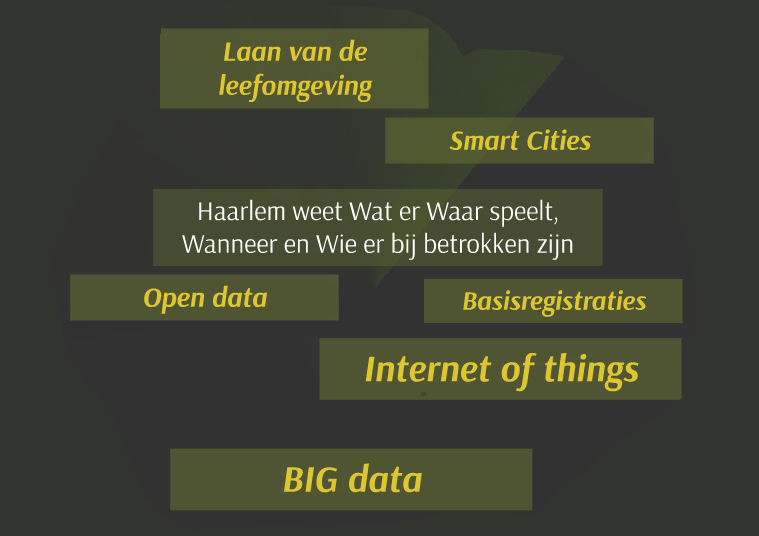 Laan van de
leefomgeving
Smart Cities
Haarlem weet Wat er Waar speelt,
Wanneer en Wie er bij betrokken zijn
Open data
Basisregistraties
Internet of things
BIG data